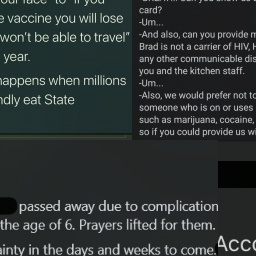 your face" to "if you
e vaccine you will lose
won't be able to travel"
year.
happens when millions
ndly eat State
card?
-Um...
-And also, can you provide m
Brad is not a carrier of HIV, H
any other communicable dis
you and the kitchen staff.
-Um...
-Also, we would prefer not to
someone who is on or uses
such as marijuana, cocaine,
so if you could provide us wi
passed away due to complication
the age of 6. Prayers lifted for them.
ainty in the days and weeks to come.
Acco